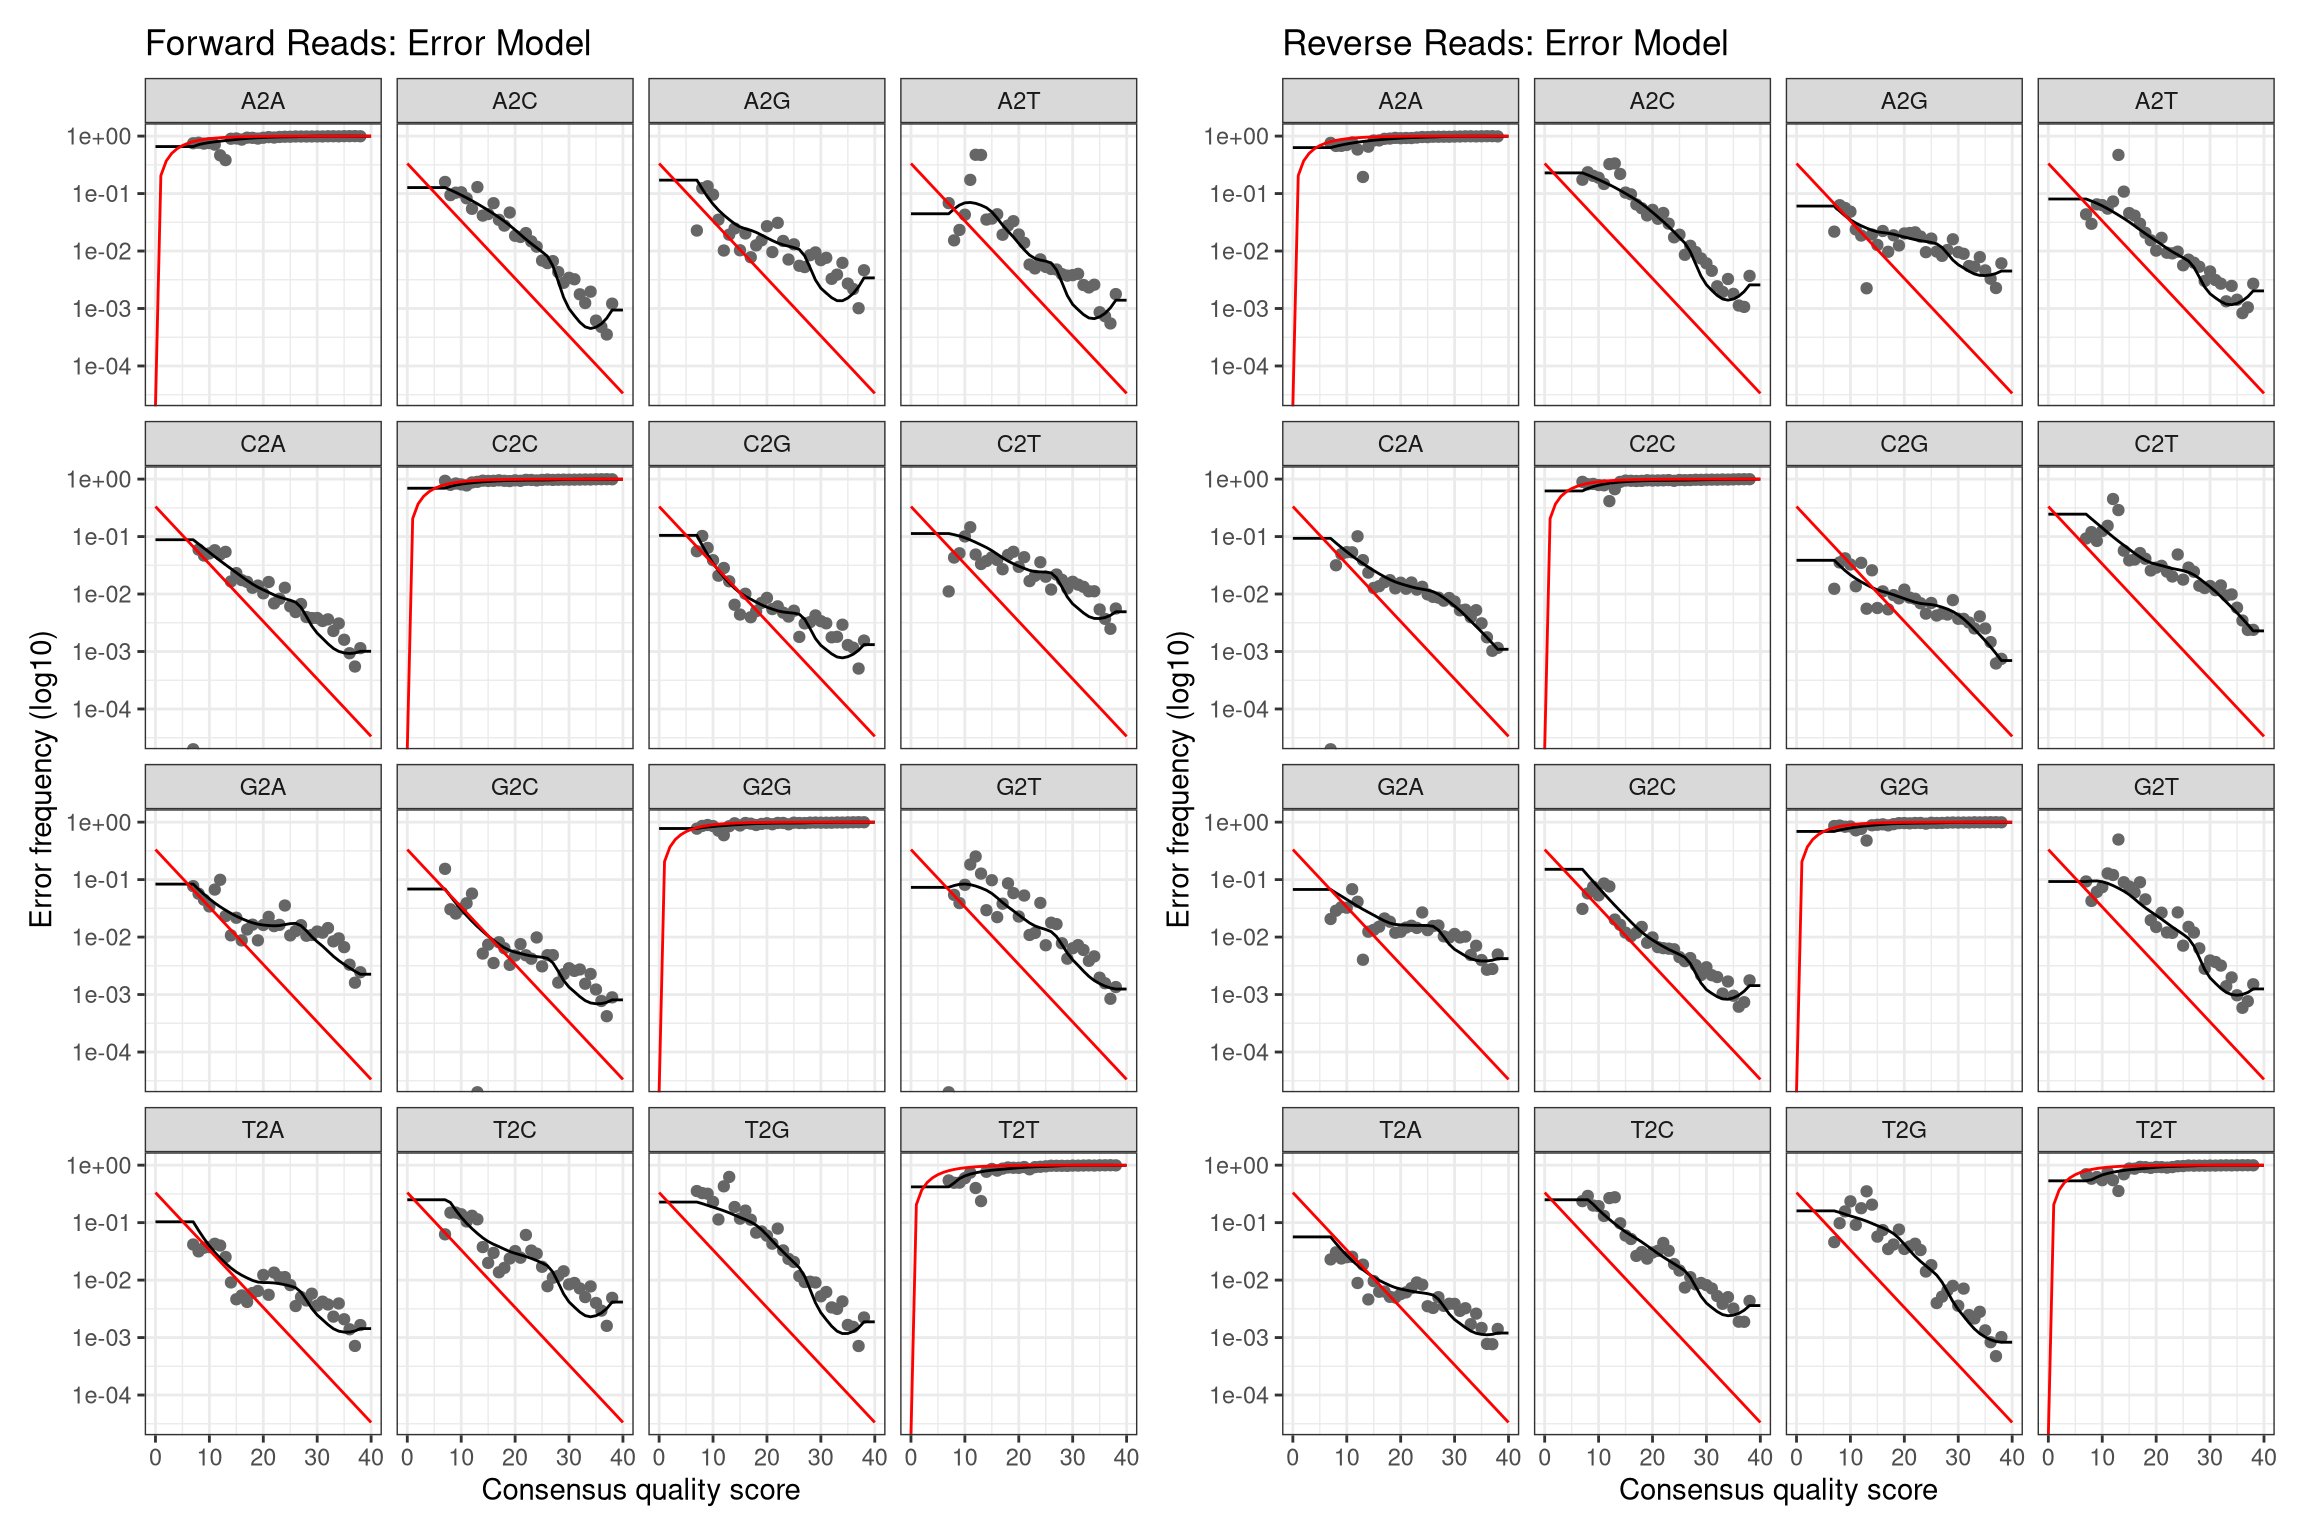 Forward Reads: Error Model
A2A A2C A2G A2T
1e+00
1e-01
1e-02
1e-03
1e-04
C2A C2C C2G C2T
1e+00
1e-01
1e-02
1e-03
1e-04
G2A G2C G2G G2T
1e+00
1e-01
1e-02
1e-03
1e-04
T2A T2C T2G T2T
1e+00
1e-01
1e-02
1e-03
1e-04
0 10 20 30 40 0 10 20 30 40 0 10 20 30 40 0 10 20 30 40
Consensus quality score
Error frequency (log10)
Reverse Reads: Error Model
A2A A2C A2G A2T
1e+00
1e-01
1e-02
1e-03
1e-04
C2A C2C C2G C2T
1e+00
1e-01
1e-02
1e-03
1e-04
G2A G2C G2G G2T
1e+00
1e-01
1e-02
1e-03
1e-04
T2A T2C T2G T2T
1e+00
1e-01
1e-02
1e-03
1e-04
0 10 20 30 40 0 10 20 30 40 0 10 20 30 40 0 10 20 30 40
Consensus quality score
Error frequency (log10)